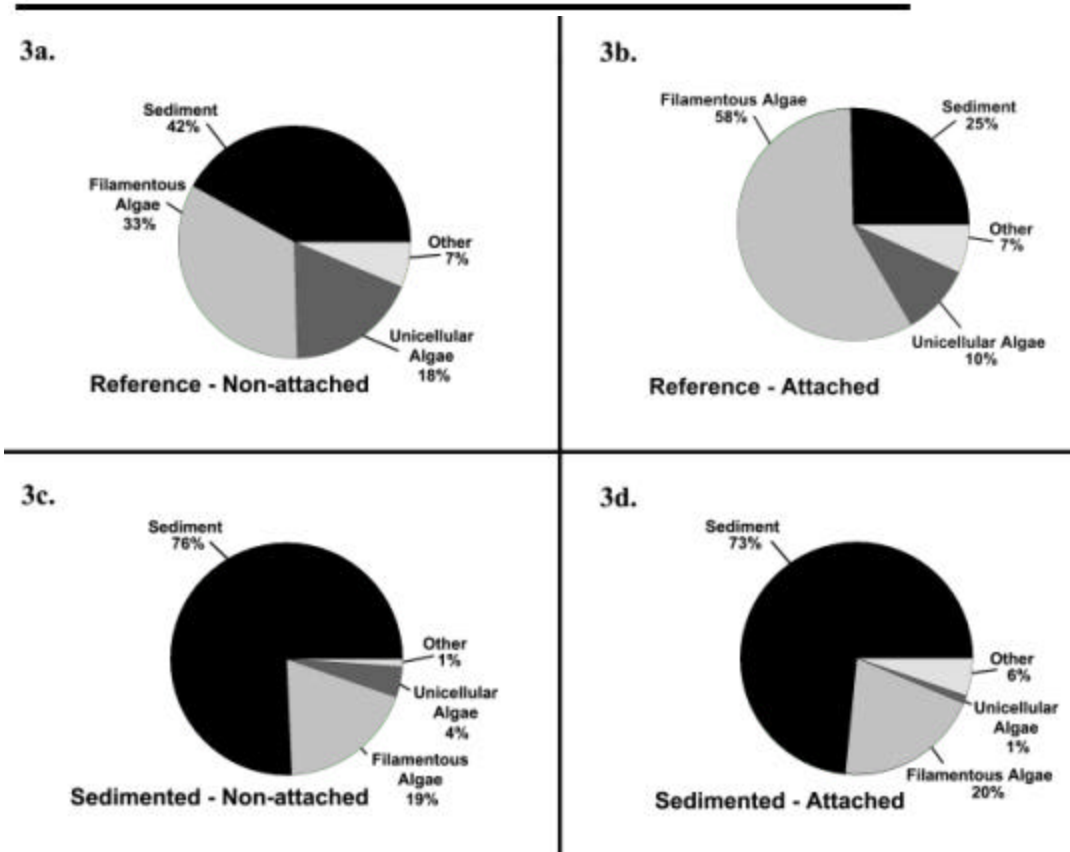 3a.
Sediment
42%
Filamentous
Algae
33%
Other
7%
Unicellular
Algae
18%
Reference - Non-attached
3b.
Filamentous Algae
58%
Sediment
25%
Other
7%
Unicellular Algae
10%
Reference - Attached
3c.
Sediment
76%
Other
1%
Unicellular
Algae
4%
Filamentous
Algae
19%
Sedimented - Non-attached
3d.
Sediment
73%
Other
6%
Unicellular
Algae
1%
Filamentous Algae
20%
Sedimented - Attached